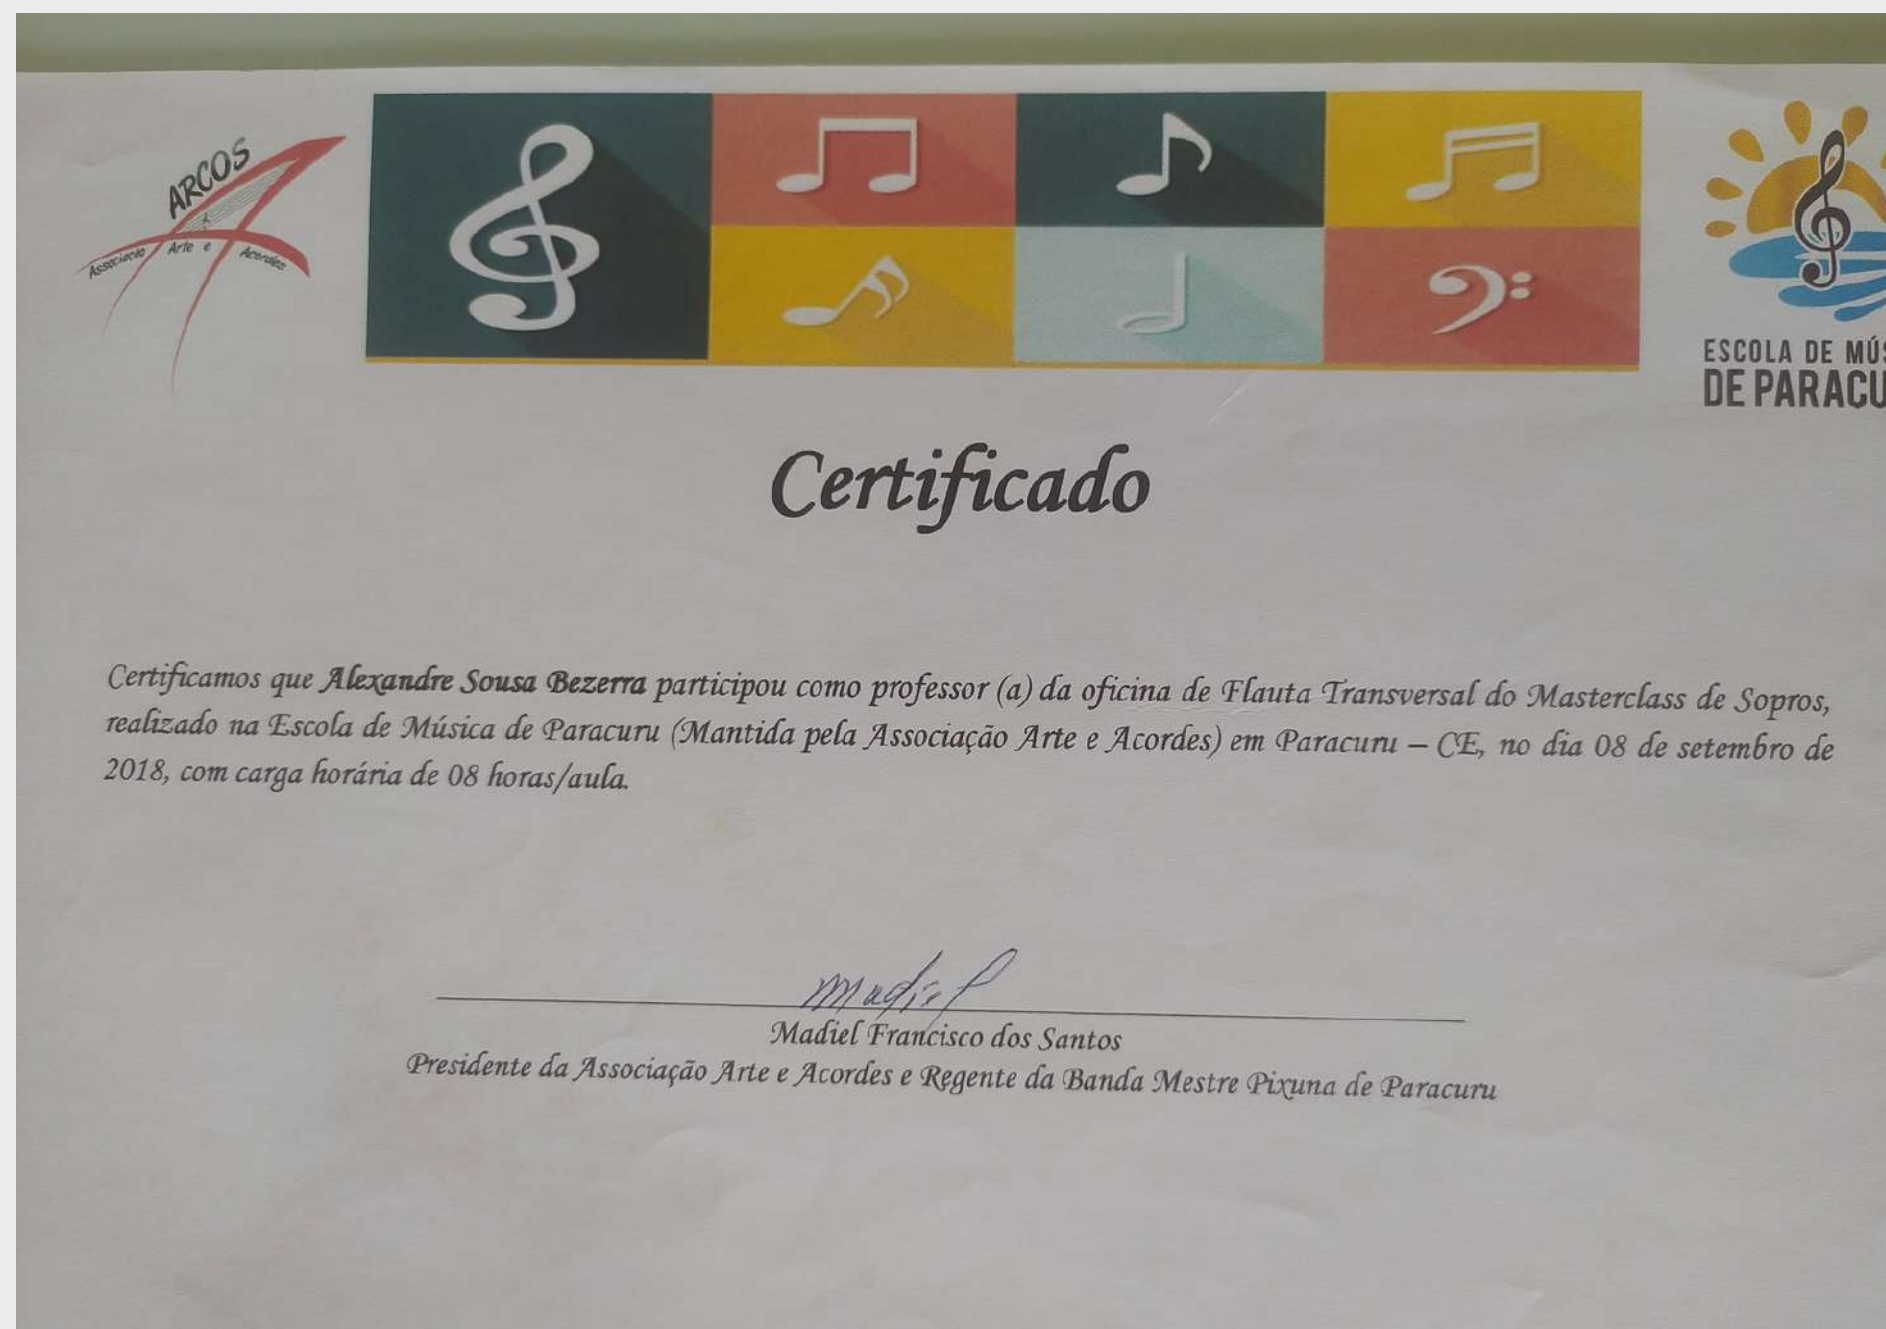 ARCOS
Associação Arte e Acordes
ESCOLA DE MÚS
DE PARACU
Certificado
Certificamos que Alexandre Sousa Bezerra participou como professor (a) da oficina de Flauta Transversal do Masterclass de Sopros,
realizado na Escola de Música de Paracuru (Mantida pela Associação Arte e Acordes) em Paracuru – CE, no dia 08 de setembro de
2018, com carga horária de 08 horas/aula.
Madiel Francisco dos Santos
Presidente da Associação Arte e Acordes e Regente da Banda Mestre Pixuna de Paracuru